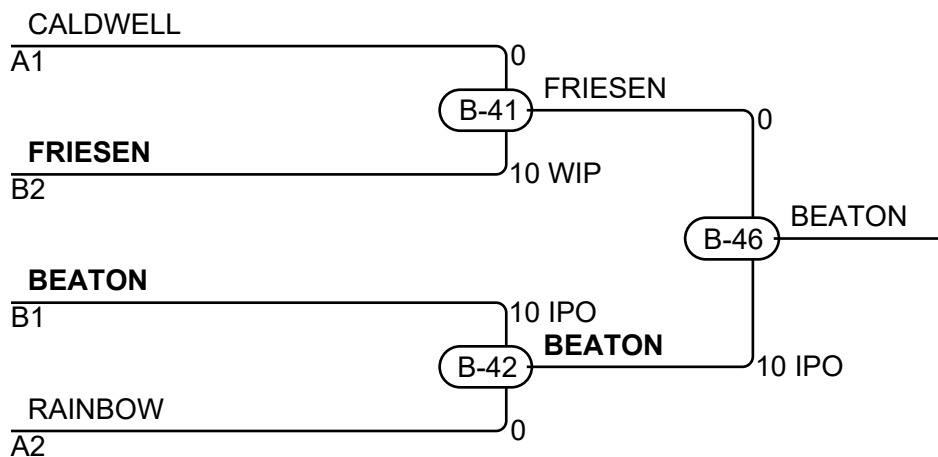 CALDWELL
A1
0
B-41
FRIESEN
0
FRIESEN
B2
10 WIP
B-46
BEATON
BEATON
B1
10 IPO
B-42
BEATON
10 IPO
RAINBOW
A2
0